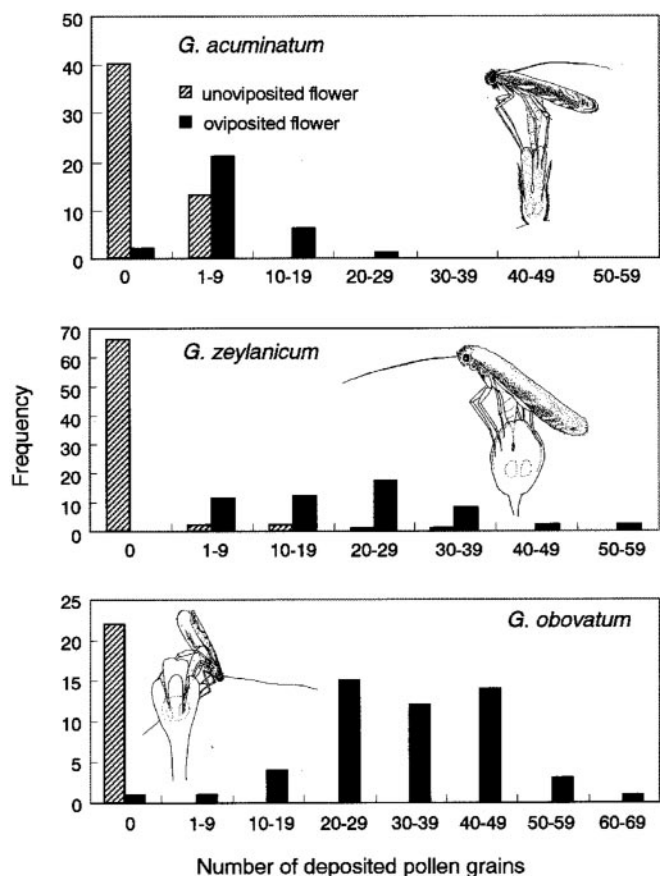 G. acuminatum
unoviposited flower
oviposited flower
50
40
30
20
10
0
0 1-9 10-19 20-29 30-39 40-49 50-59
G. zeylanicum
70
60
50
40
30
20
10
0
0 1-9 10-19 20-29 30-39 40-49 50-59
Frequency
G. obovatum
25
20
15
10
5
0
0 1-9 10-19 20-29 30-39 40-49 50-59 60-69
Number of deposited pollen grains